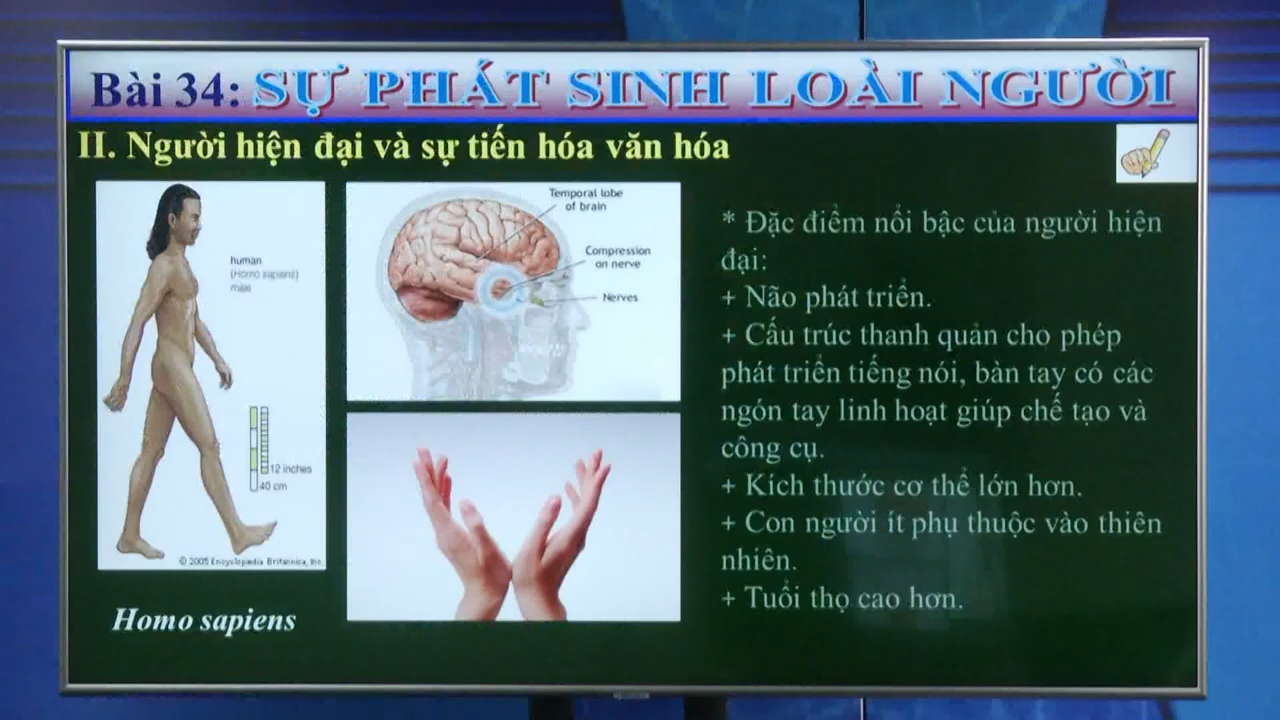 Bài 34: SỰ PHÁT SINH LOÀI NGƯỜI
II. Người hiện đại và sự tiến hóa văn hóa
human
(Homo sapiens)
male
12 inches
40 cm
© 2005 Encyclopædia Britannica, Inc.
Homo sapiens
Temporal lobe
of brain
Compression
on nerve
Nerves
* Đặc điểm nổi bậc của người hiện
đại:
+ Não phát triển.
+ Cấu trúc thanh quản cho phép
phát triển tiếng nói, bàn tay có các
ngón tay linh hoạt giúp chế tạo và
công cụ.
+ Kích thước cơ thể lớn hơn.
+ Con người ít phụ thuộc vào thiên
nhiên.
+ Tuổi thọ cao hơn.